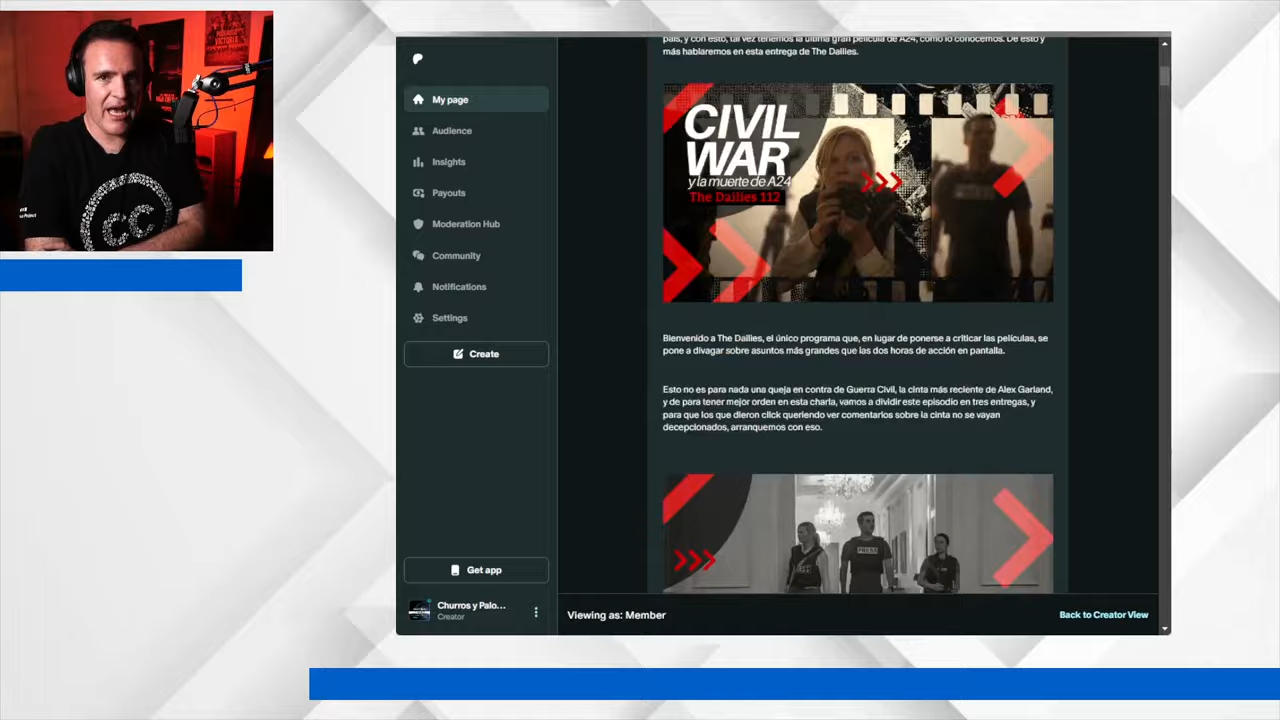 país, y con esto, tal vez tenemos la última gran película de A24, como lo conocemos. De esto y
más hablaremos en esta entrega de The Dailies.
My page
Audience
Insights
Payouts
Moderation Hub
Community
Notifications
Settings
Create
Get app
Churros y Palo...
Creator
CIVIL
WAR
y la muerte de A24
The Dailies 112
Bienvenido a The Dailies, el único programa que, en lugar de ponerse a criticar las películas, se
pone a divagar sobre asuntos más grandes que las dos horas de acción en pantalla.
Esto no es para nada una queja en contra de Guerra Civil, la cinta más reciente de Alex Garland,
y de para tener mejor orden en esta charla, vamos a dividir este episodio en tres entregas, y
para que los que dieron click queriendo ver comentarios sobre la cinta no se vayan
decepcionados, arranquemos con eso.
PRESS
Viewing as: Member
Back to Creator View
CC